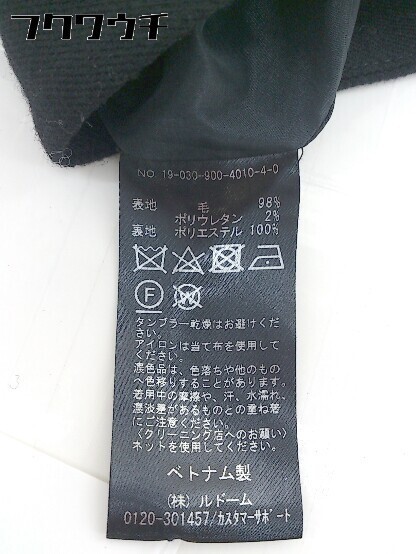 フクワウチ
NO. 19-030-900-4010-4-0
表地 毛 98%
ポリウレタン 2%
裏地 ポリエステル 100%
F
W
タンブラー乾燥はお避けくだ
さい。
アイロンは当て布を使用して
ください。
濃色品は、色落ちや他のもの
へ色移りすることがあります。
着用中の摩擦や、汗、水濡れ、
濃淡差があるものとの重ね着
にご注意ください。
〈クリーニング店へのお願い〉
ネットを使用してください。
ベトナム製
(株) ルドーム
0120-301457/カスタマーサポート